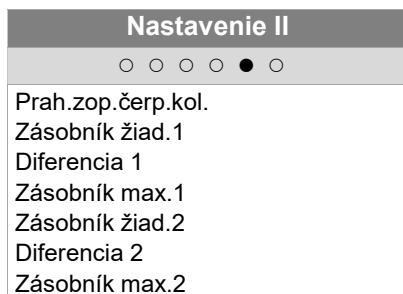 Nastavenie II
○ ○ ○ ○ ● ○
Prah.zop.čerp.kol.
Zásobník žiad.1
Diferencia 1
Zásobník max.1
Zásobník žiad.2
Diferencia 2
Zásobník max.2